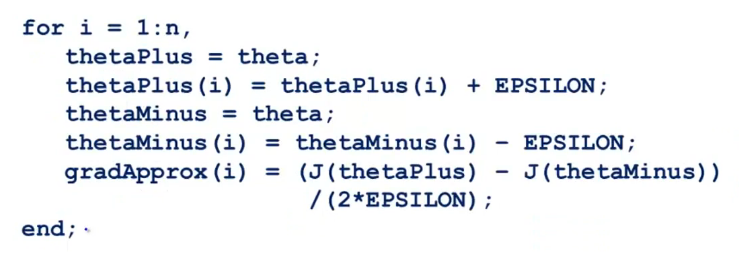 for i = 1:n,
thetaPlus = theta;
thetaPlus(i) = thetaPlus(i) + EPSILON;
thetaMinus = theta;
thetaMinus(i) = thetaMinus(i) - EPSILON;
gradApprox(i) = (J(thetaPlus) - J(thetaMinus))
/(2*EPSILON);
end;